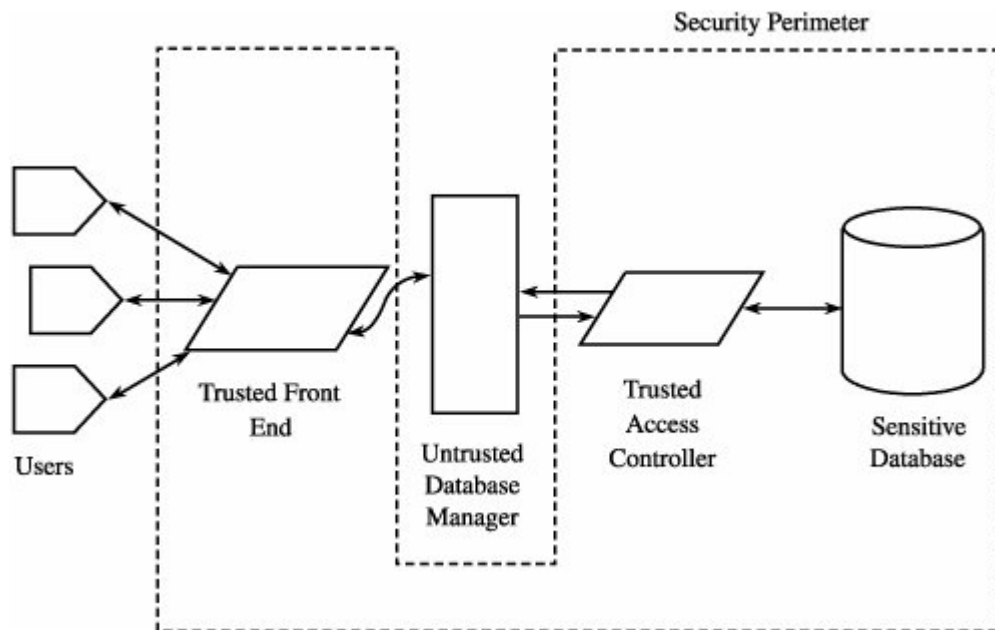 Security Perimeter
Users
Trusted Front
End
Untrusted
Database
Manager
Trusted
Access
Controller
Sensitive
Database